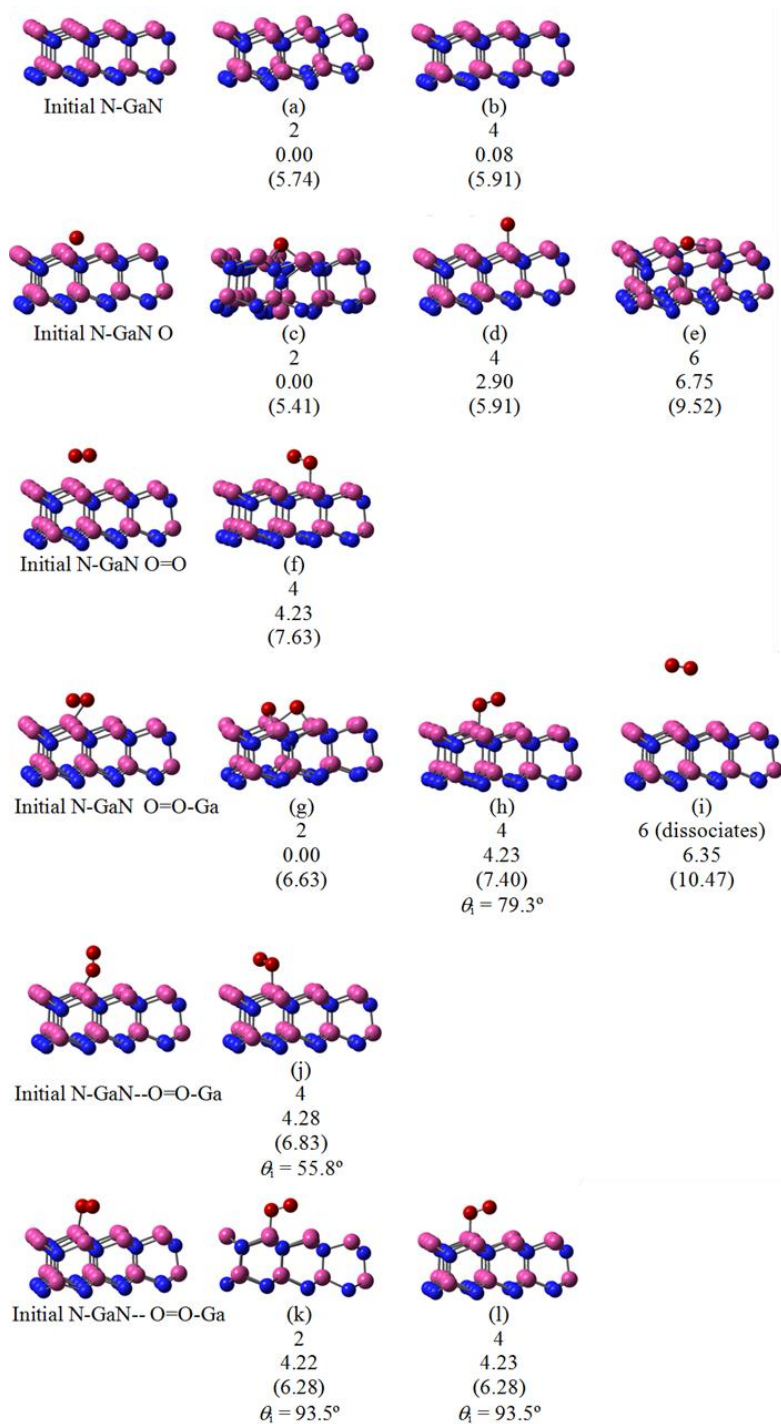 Initial N-GaN
(a)
2
0.00
(5.74)
(b)
4
0.08
(5.91)
Initial N-GaN O
(c)
2
0.00
(5.41)
(d)
4
2.90
(5.91)
(e)
6
6.75
(9.52)
Initial N-GaN O=O
(f)
4
4.23
(7.63)
Initial N-GaN O=O-Ga
(g)
2
0.00
(6.63)
(h)
4
4.23
(7.40)
θi = 79.3º
(i)
6 (dissociates)
6.35
(10.47)
Initial N-GaN--O=O-Ga
(j)
4
4.28
(6.83)
θi = 55.8º
Initial N-GaN-- O=O-Ga
(k)
2
4.22
(6.28)
θi = 93.5º
(l)
4
4.23
(6.28)
θi = 93.5º